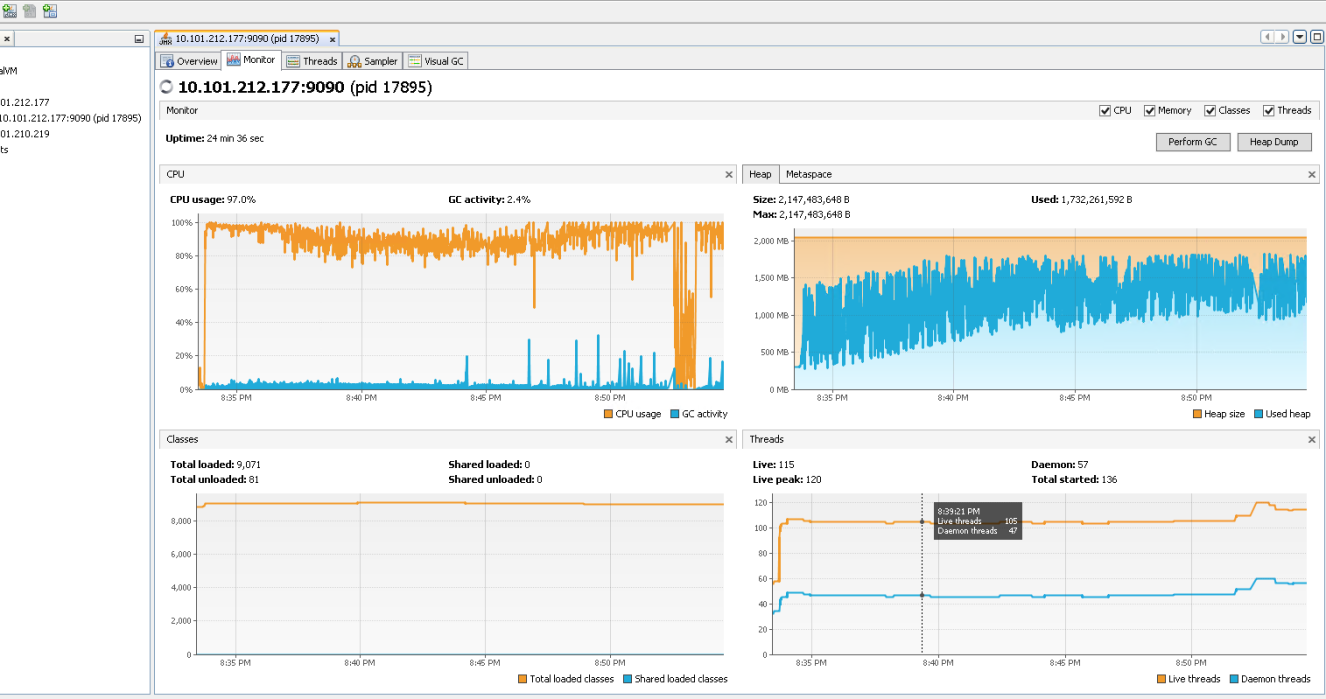 10.101.212.177:9090 (pid 17895)
alVM
01.212.177
10.101.212.177:9090 (pid 17895)
01.210.219
ts
Overview Monitor Threads Sampler Visual GC
10.101.212.177:9090 (pid 17895)
Monitor CPU Memory Classes Threads
Uptime: 24 min 36 sec
Perform GC Heap Dump
CPU
CPU usage: 97.0% GC activity: 2.4%
100%
80%
60%
40%
20%
0%
8:35 PM 8:40 PM 8:45 PM 8:50 PM
CPU usage GC activity
Heap Metaspace
Size: 2,147,483,648 B Used: 1,732,261,592 B
Max: 2,147,483,648 B
2,000 MB
1,500 MB
1,000 MB
500 MB
0 MB
8:35 PM 8:40 PM 8:45 PM 8:50 PM
Heap size Used heap
Classes
Total loaded: 9,071 Shared loaded: 0
Total unloaded: 81 Shared unloaded: 0
8,000
6,000
4,000
2,000
0
8:35 PM 8:40 PM 8:45 PM 8:50 PM
Total loaded classes Shared loaded classes
Threads
Live: 115 Daemon: 57
Live peak: 120 Total started: 136
120
100
80
60
40
20
0
8:39:21 PM
Live threads 105
Daemon threads 47
8:35 PM 8:40 PM 8:45 PM 8:50 PM
Live threads Daemon threads